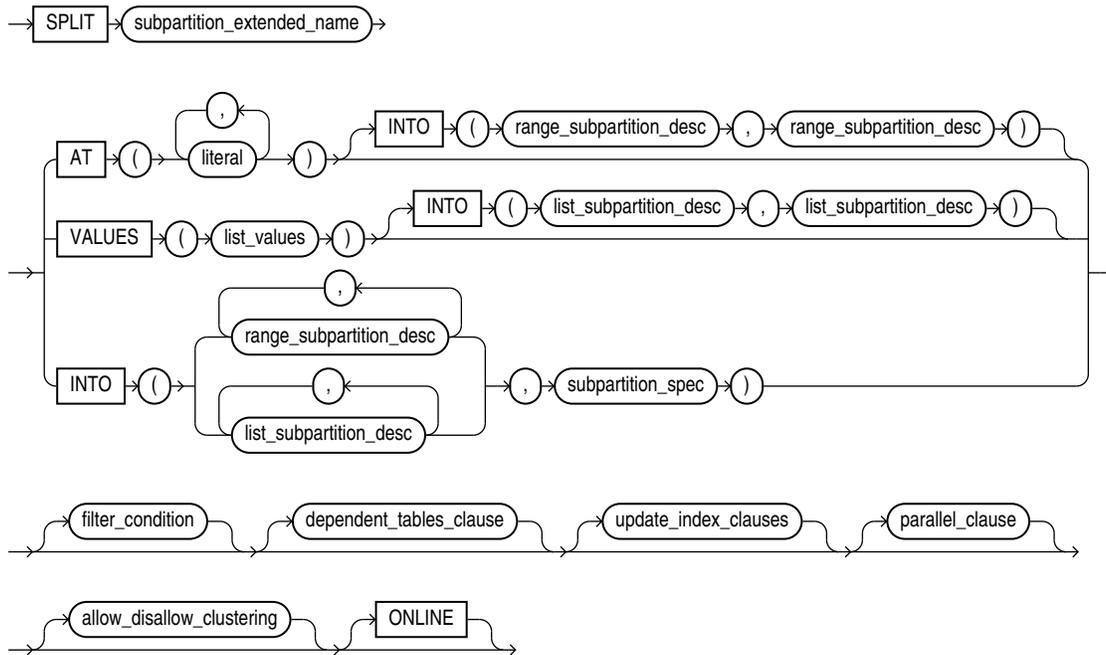 SPLIT subpartition_extended_name
,
INTO ( range_subpartition_desc , range_subpartition_desc )
AT ( literal )
INTO ( list_subpartition_desc , list_subpartition_desc )
VALUES ( list_values )
,
range_subpartition_desc
INTO ( , , subpartition_spec )
list_subpartition_desc
filter_condition dependent_tables_clause update_index_clauses parallel_clause
allow_disallow_clustering ONLINE